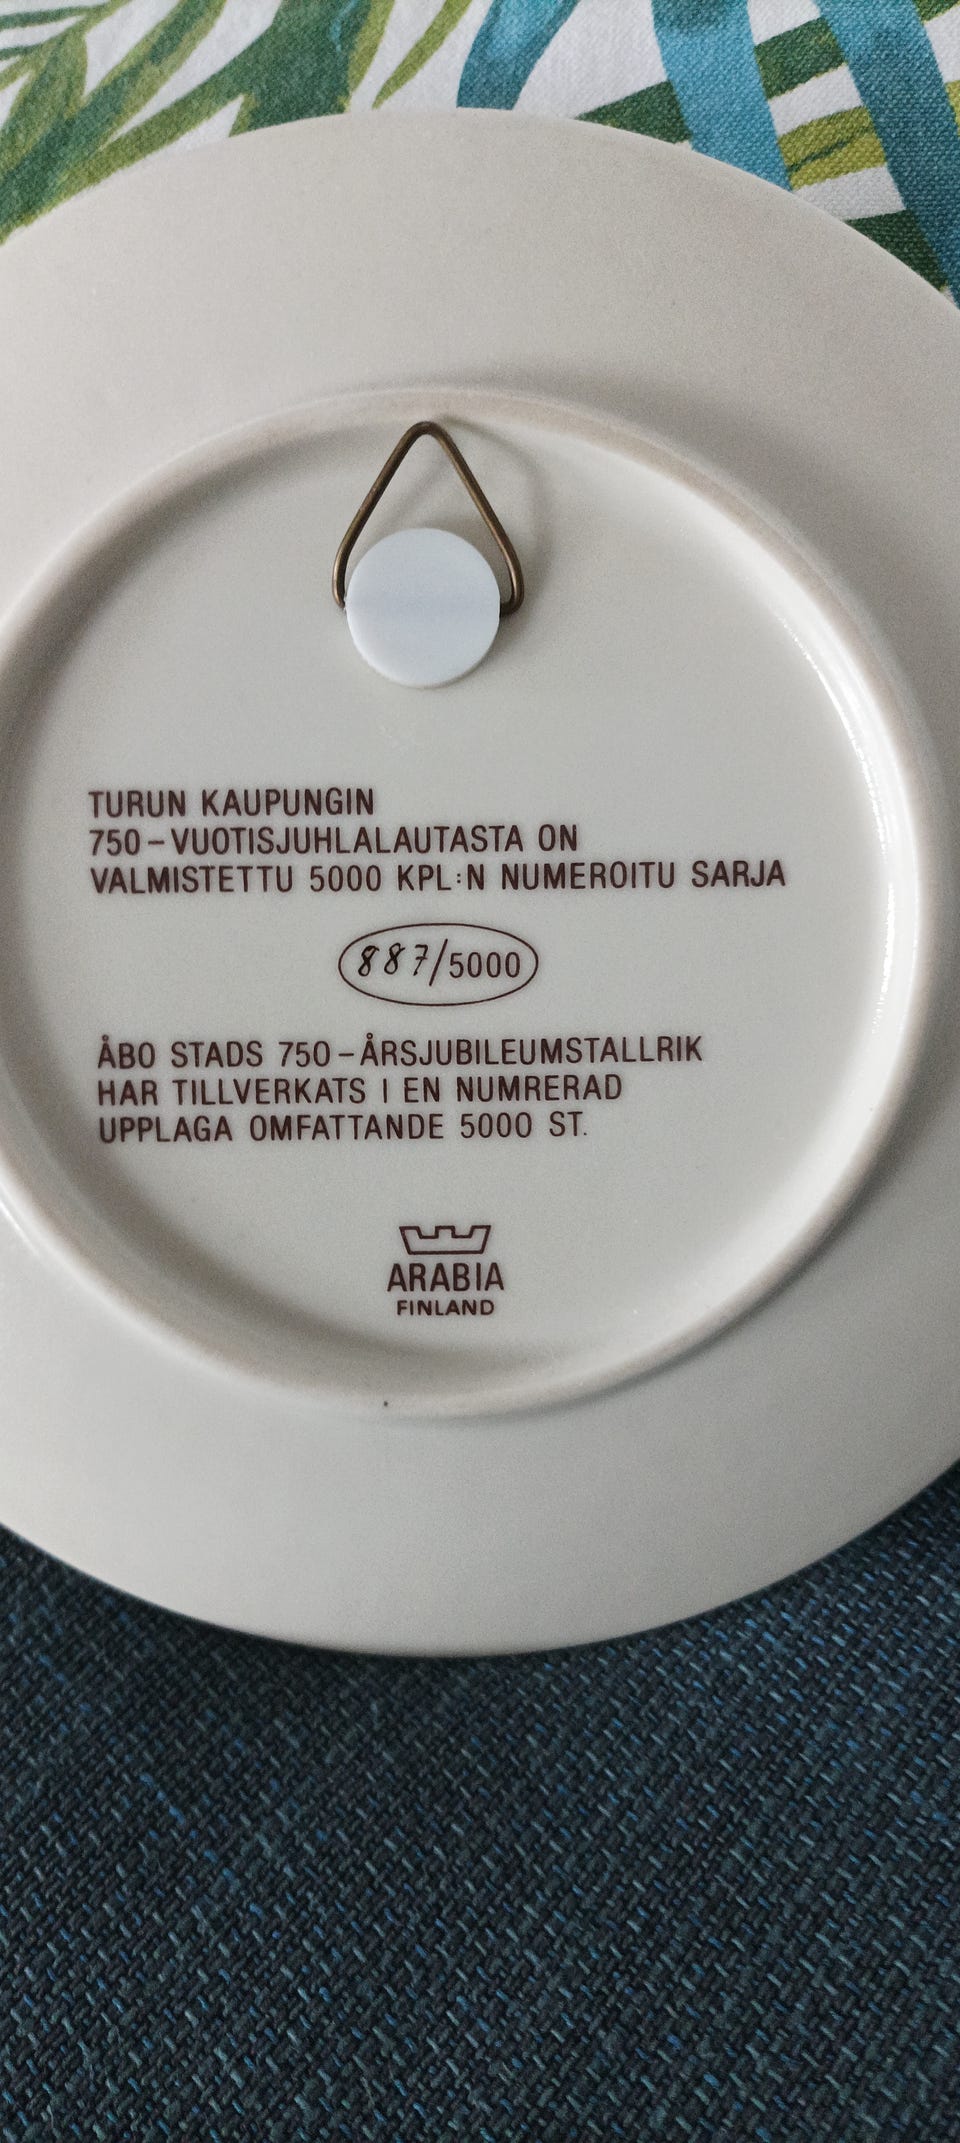 TURUN KAUPUNGIN
750-VUOTISJUHLALAUTASTA ON
VALMISTETTU 5000 KPL:N NUMEROITU SARJA
887/5000
ÅBO STADS 750-ÅRSJUBILEUMSTALLRIK
HAR TILLVERKATS I EN NUMRERAD
UPPLAGA OMFATTANDE 5000 ST.
ARABIA
FINLAND